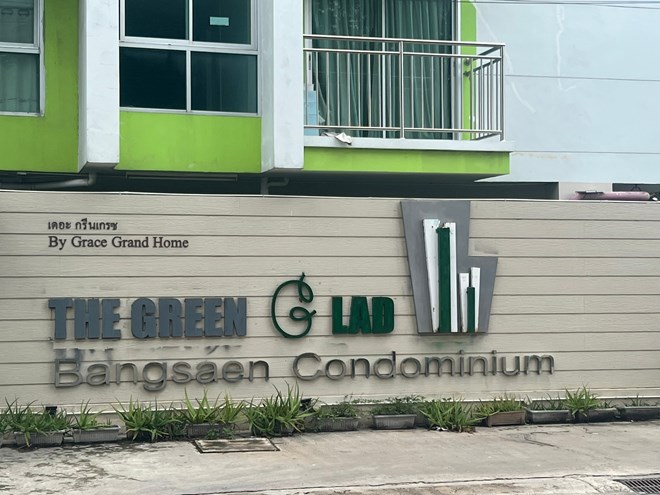 เดอะ กรีนเกรซ
By Grace Grand Home
THE GREEN G LAD
Bangsaen Condominium